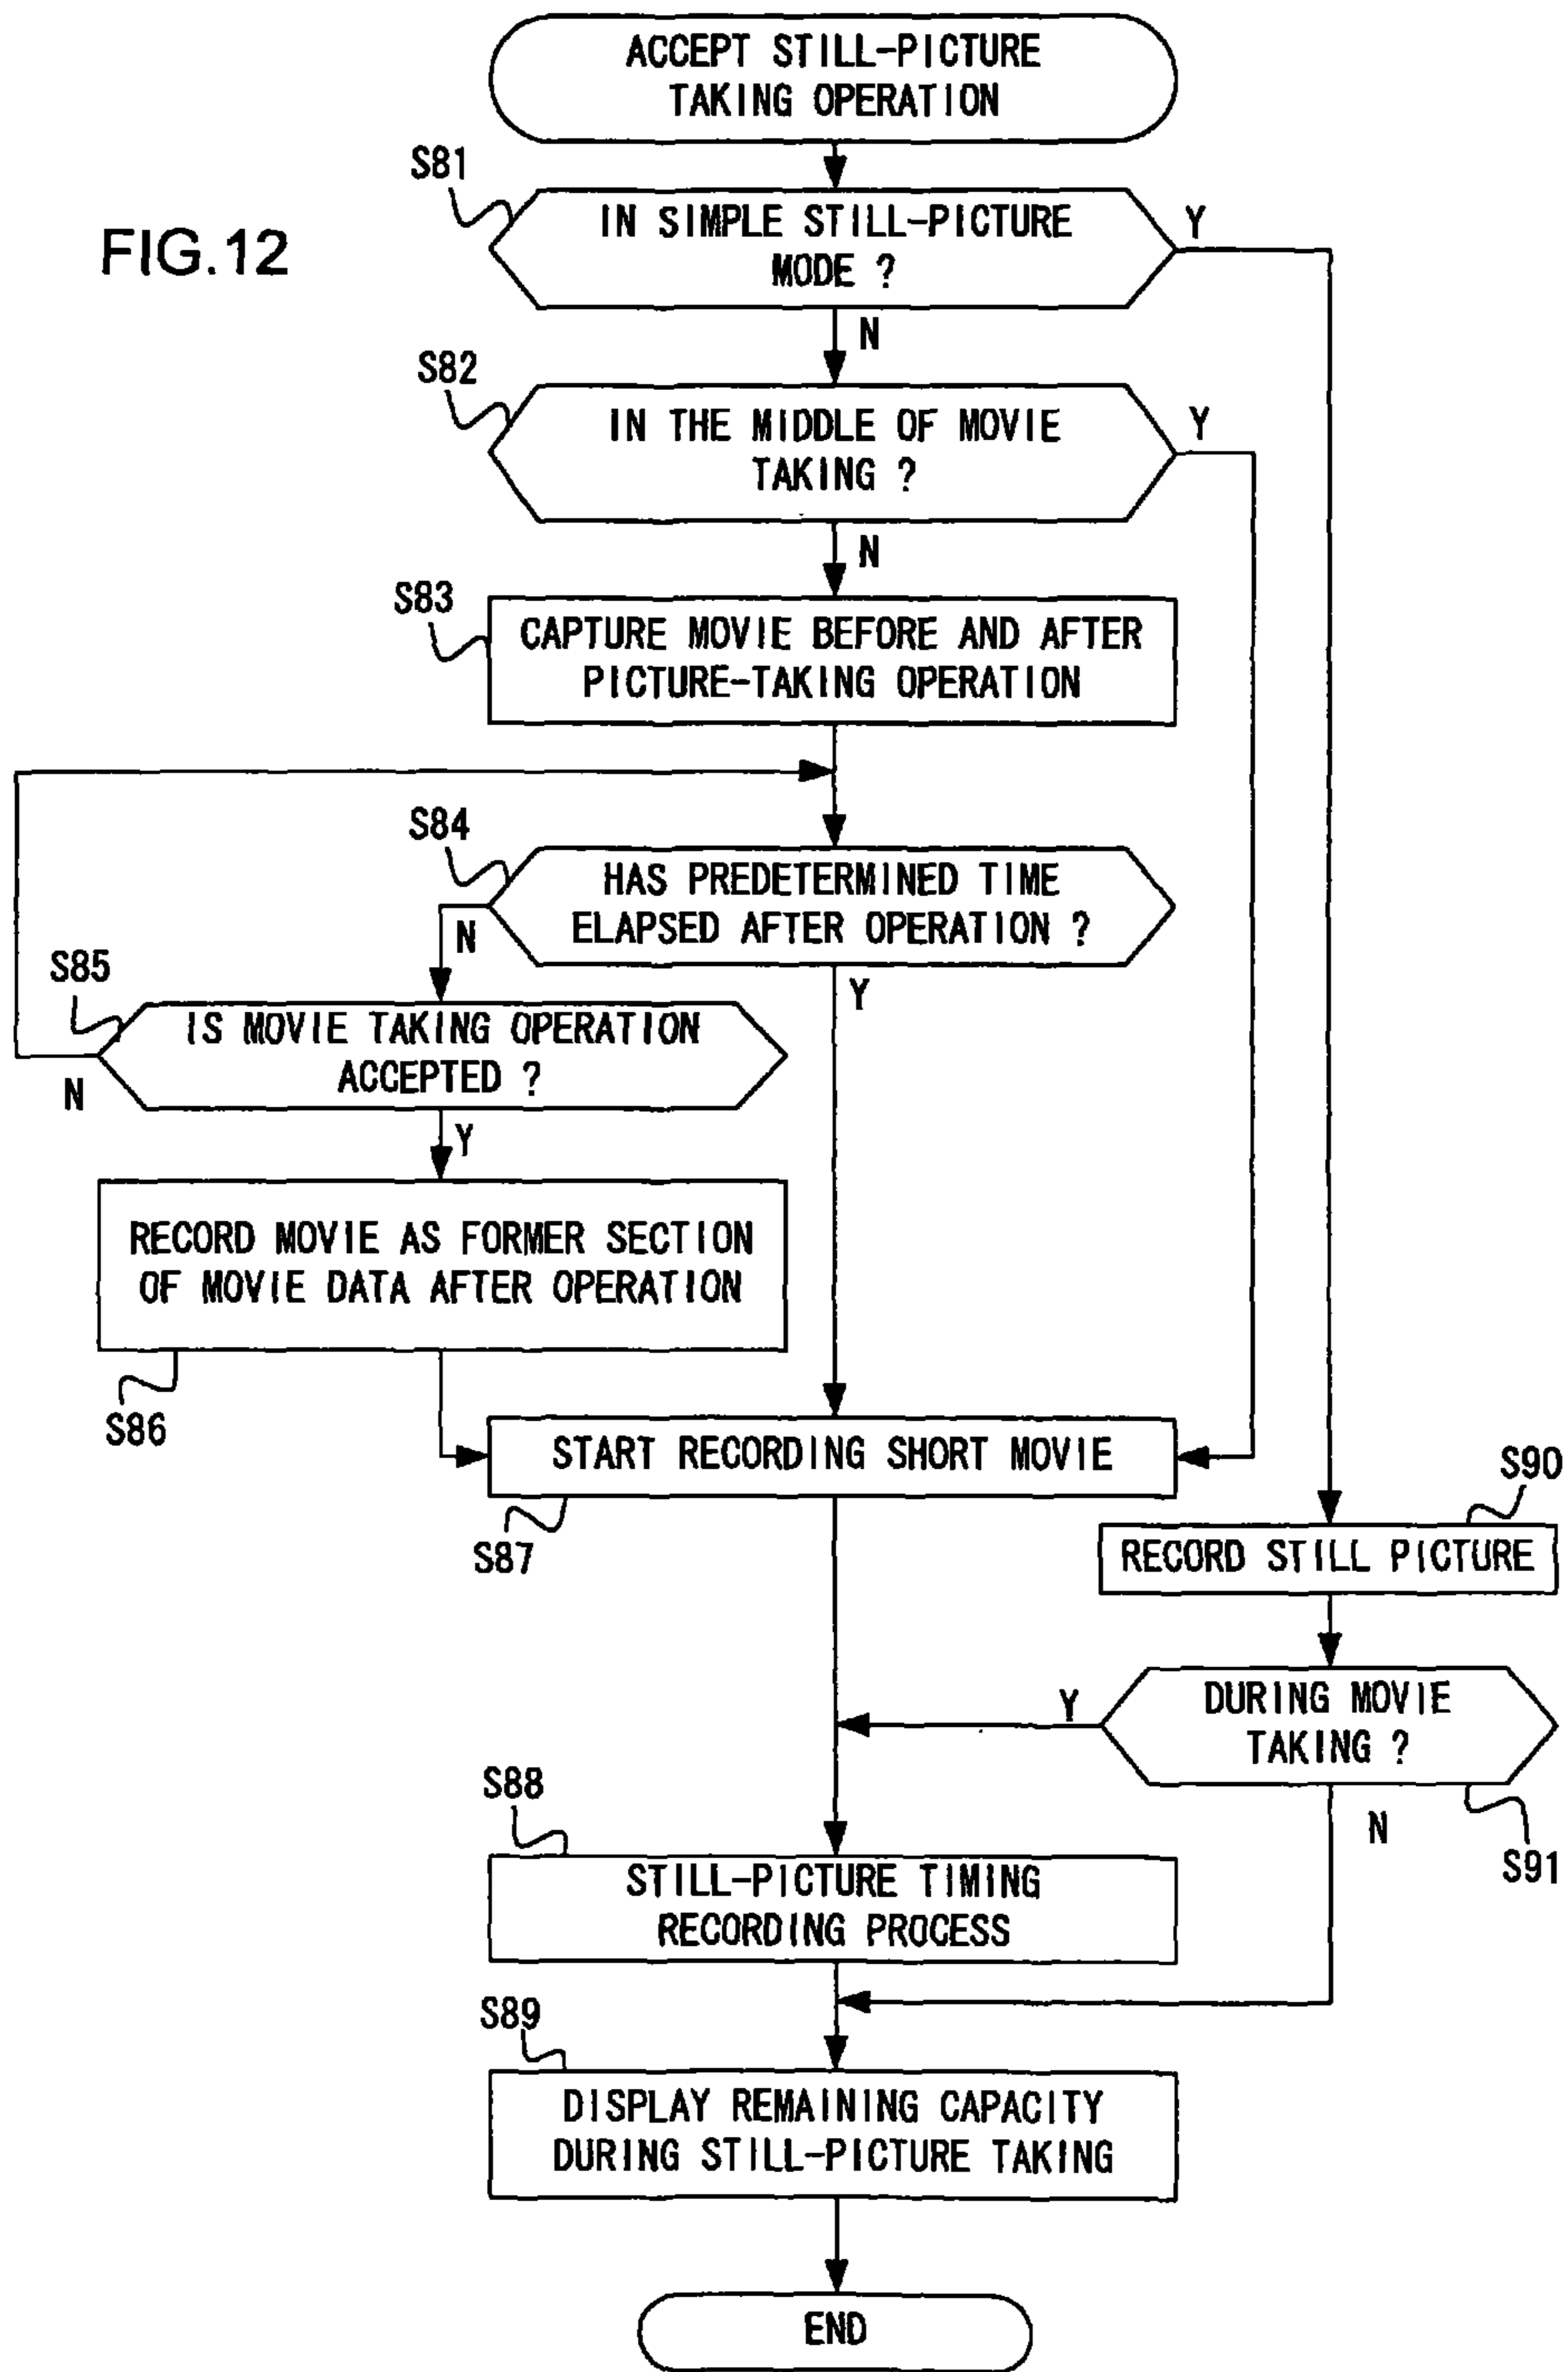 FIG.12
ACCEPT STILL-PICTURE
TAKING OPERATION
S81
IN SIMPLE STILL-PICTURE
MODE ?
Y
N
S82
IN THE MIDDLE OF MOVIE
TAKING ?
Y
N
S83
CAPTURE MOVIE BEFORE AND AFTER
PICTURE-TAKING OPERATION
S84
HAS PREDETERMINED TIME
ELAPSED AFTER OPERATION ?
N
Y
S85
IS MOVIE TAKING OPERATION
ACCEPTED ?
N
Y
RECORD MOVIE AS FORMER SECTION
OF MOVIE DATA AFTER OPERATION
S86
START RECORDING SHORT MOVIE
S87
S90
RECORD STILL PICTURE
DURING MOVIE
TAKING ?
Y
N
S91
S88
STILL-PICTURE TIMING
RECORDING PROCESS
S89
DISPLAY REMAINING CAPACITY
DURING STILL-PICTURE TAKING
END